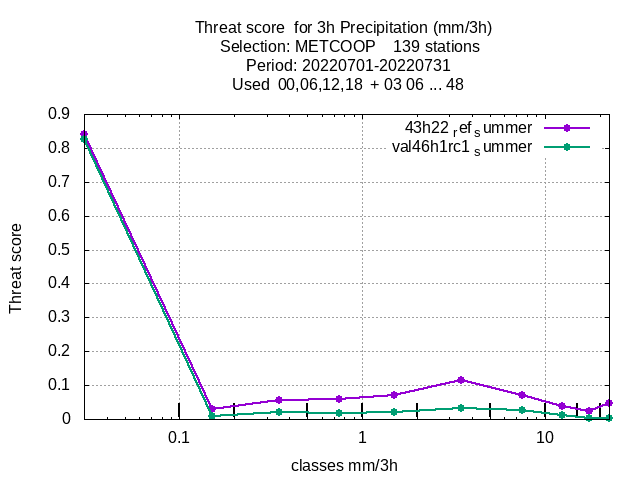 Threat score  for 3h Precipitation (mm/3h)
Selection: METCOOP    139 stations
Period: 20220701-20220731
Used  00,06,12,18  + 03 06 ... 48
43h22 ref summer
val46h1rc1 summer
Threat score
0.9
0.8
0.7
0.6
0.5
0.4
0.3
0.2
0.1
0
0.1 1 10
classes mm/3h